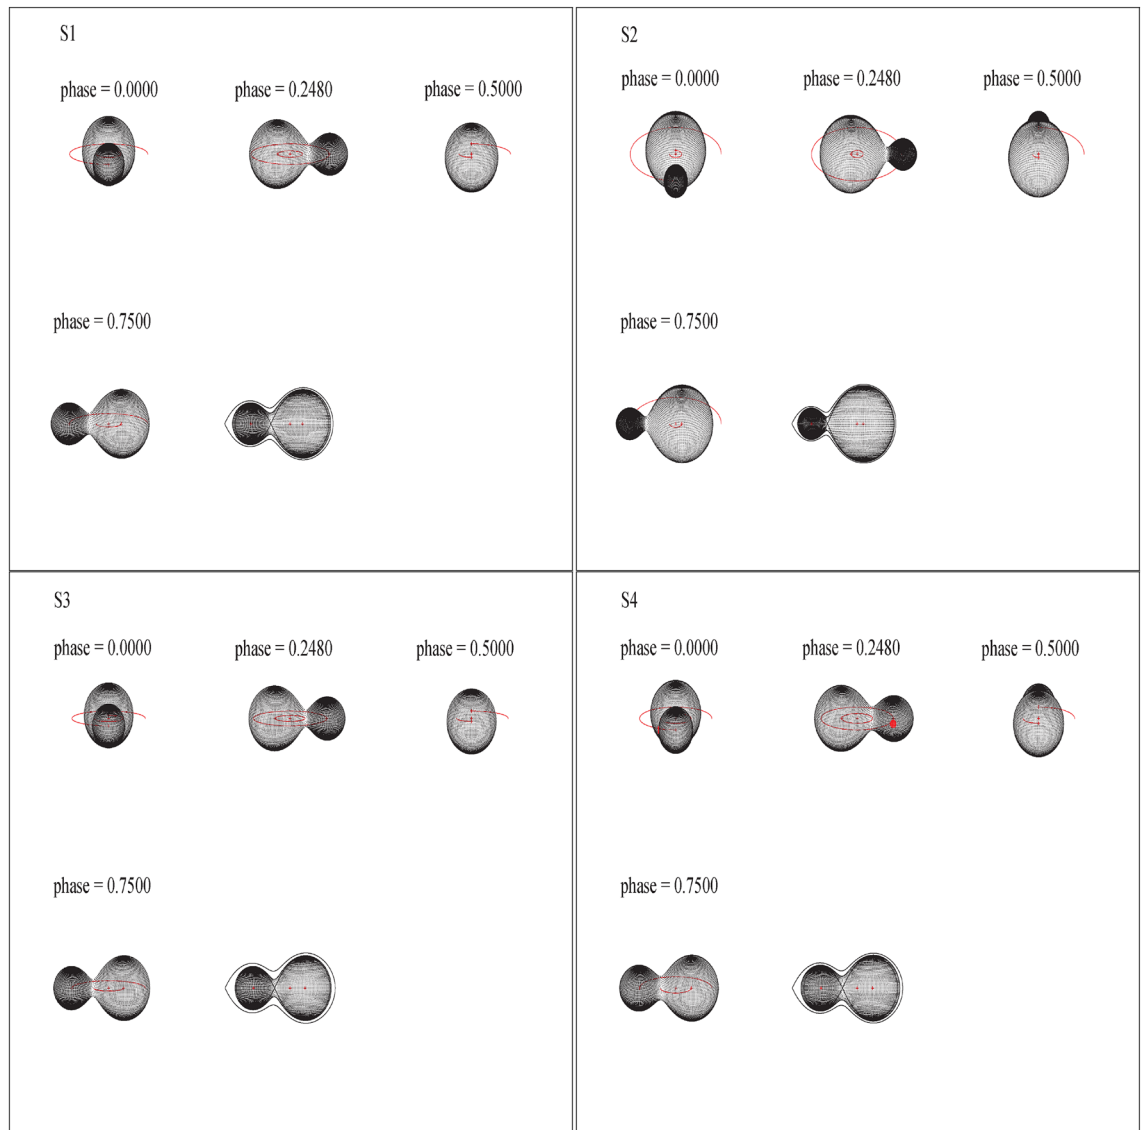 S1
phase = 0.0000
phase = 0.2480
phase = 0.5000
phase = 0.7500
S2
phase = 0.0000
phase = 0.2480
phase = 0.5000
phase = 0.7500
S3
phase = 0.0000
phase = 0.2480
phase = 0.5000
phase = 0.7500
S4
phase = 0.0000
phase = 0.2480
phase = 0.5000
phase = 0.7500